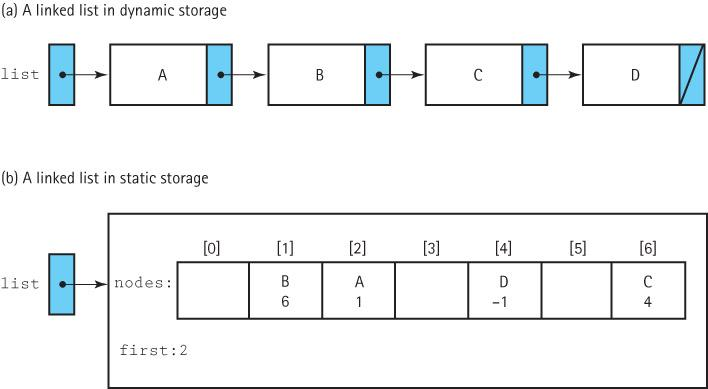 (a) A linked list in dynamic storage
list A B C D
(b) A linked list in static storage
[0] [1] [2] [3] [4] [5] [6]
list nodes: B A D C
6 1 –1 4
first:2